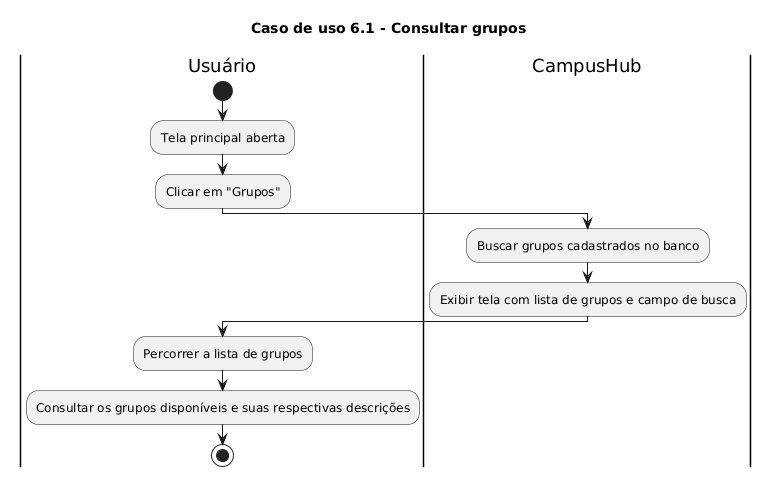 Caso de uso 6.1 - Consultar grupos
Usuário
CampusHub
Tela principal aberta
Clicar em "Grupos"
Buscar grupos cadastrados no banco
Exibir tela com lista de grupos e campo de busca
Percorrer a lista de grupos
Consultar os grupos disponíveis e suas respectivas descrições